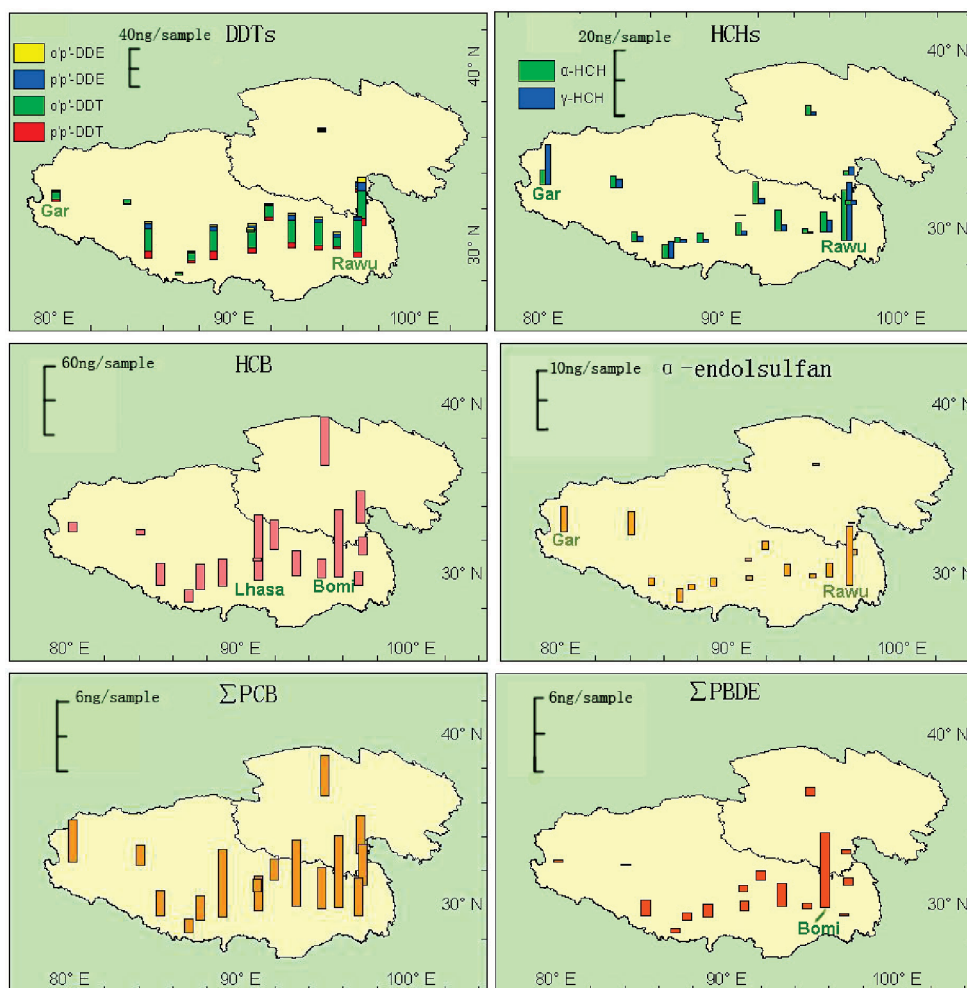 DDTs
40ng/sample
o'p'-DDE
p'p'-DDE
o'p'-DDT
p'p'-DDT
40° N
30° N
Gar
Rawu
80° E 90° E 100° E
HCHs
20ng/sample
α-HCH
γ-HCH
40° N
30° N
Gar
Rawu
80° E 90° E 100° E
HCB
60ng/sample
40° N
30° N
Lhasa
Bomi
80° E 90° E 100° E
α-endolsulfan
10ng/sample
40° N
30° N
Gar
Rawu
80° E 90° E 100° E
ΣPCB
6ng/sample
40° N
30° N
80° E 90° E 100° E
ΣPBDE
6ng/sample
40° N
30° N
Bomi
80° E 90° E 100° E